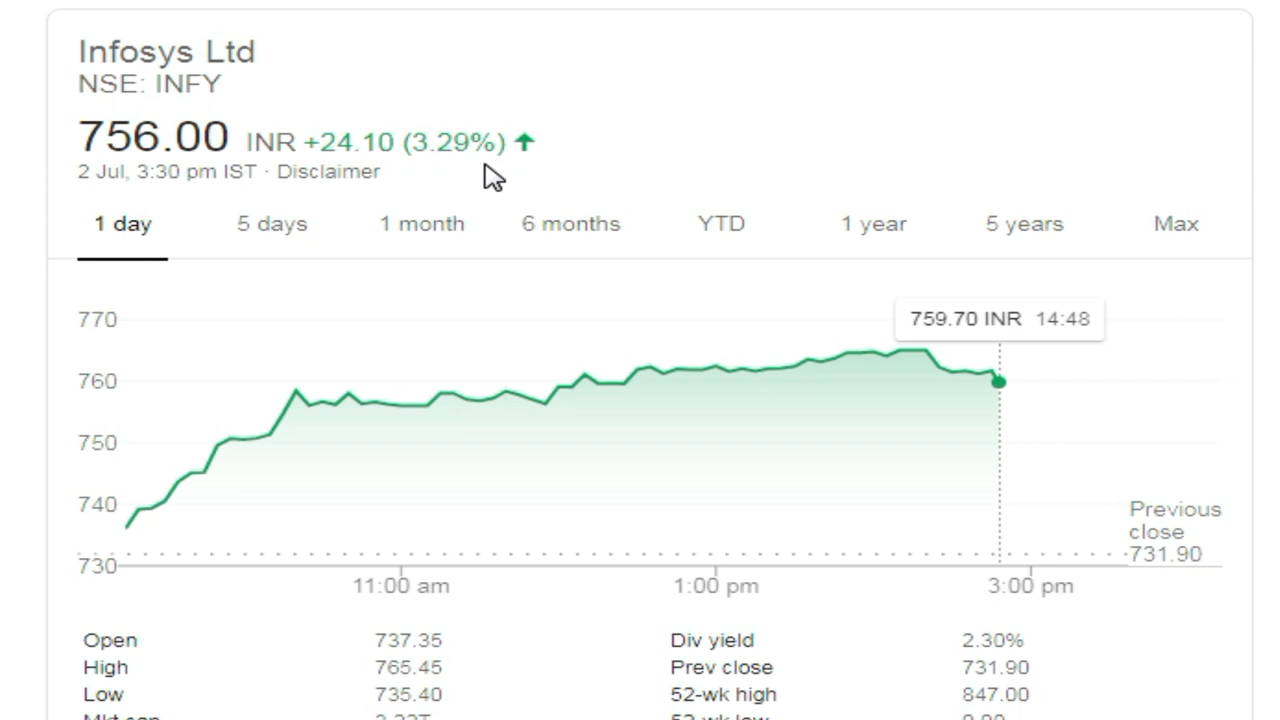 Infosys Ltd
NSE: INFY
756.00 INR +24.10 (3.29%)
2 Jul, 3:30 pm IST · Disclaimer
1 day 5 days 1 month 6 months YTD 1 year 5 years Max
759.70 INR 14:48
770
760
750
740
730
Previous
close
731.90
11:00 am 1:00 pm 3:00 pm
Open 737.35 Div yield 2.30%
High 765.45 Prev close 731.90
Low 735.40 52-wk high 847.00